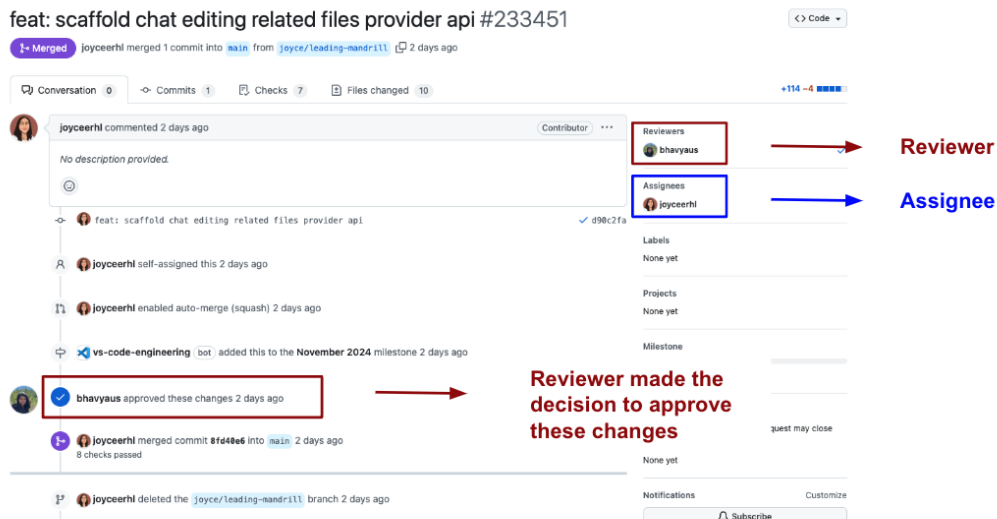 feat: scaffold chat editing related files provider api #233451
<> Code
Merged joyceerhl merged 1 commit into main from joyce/leading-mandrill 2 days ago
Conversation 0 Commits 1 Checks 7 Files changed 10
+114 −4
joyceerhl commented 2 days ago Contributor ...
No description provided.
feat: scaffold chat editing related files provider api d90c2fa
joyceerhl self-assigned this 2 days ago
joyceerhl enabled auto-merge (squash) 2 days ago
vs-code-engineering bot added this to the November 2024 milestone 2 days ago
bhavyaus approved these changes 2 days ago
joyceerhl merged commit 8fd40e6 into main 2 days ago
8 checks passed
joyceerhl deleted the joyce/leading-mandrill branch 2 days ago
Reviewers
bhavyaus
Assignees
joyceerhl
Labels
None yet
Projects
None yet
Milestone
quest may close
None yet
Notifications Customize
Subscribe
Reviewer
Assignee
Reviewer made the
decision to approve
these changes